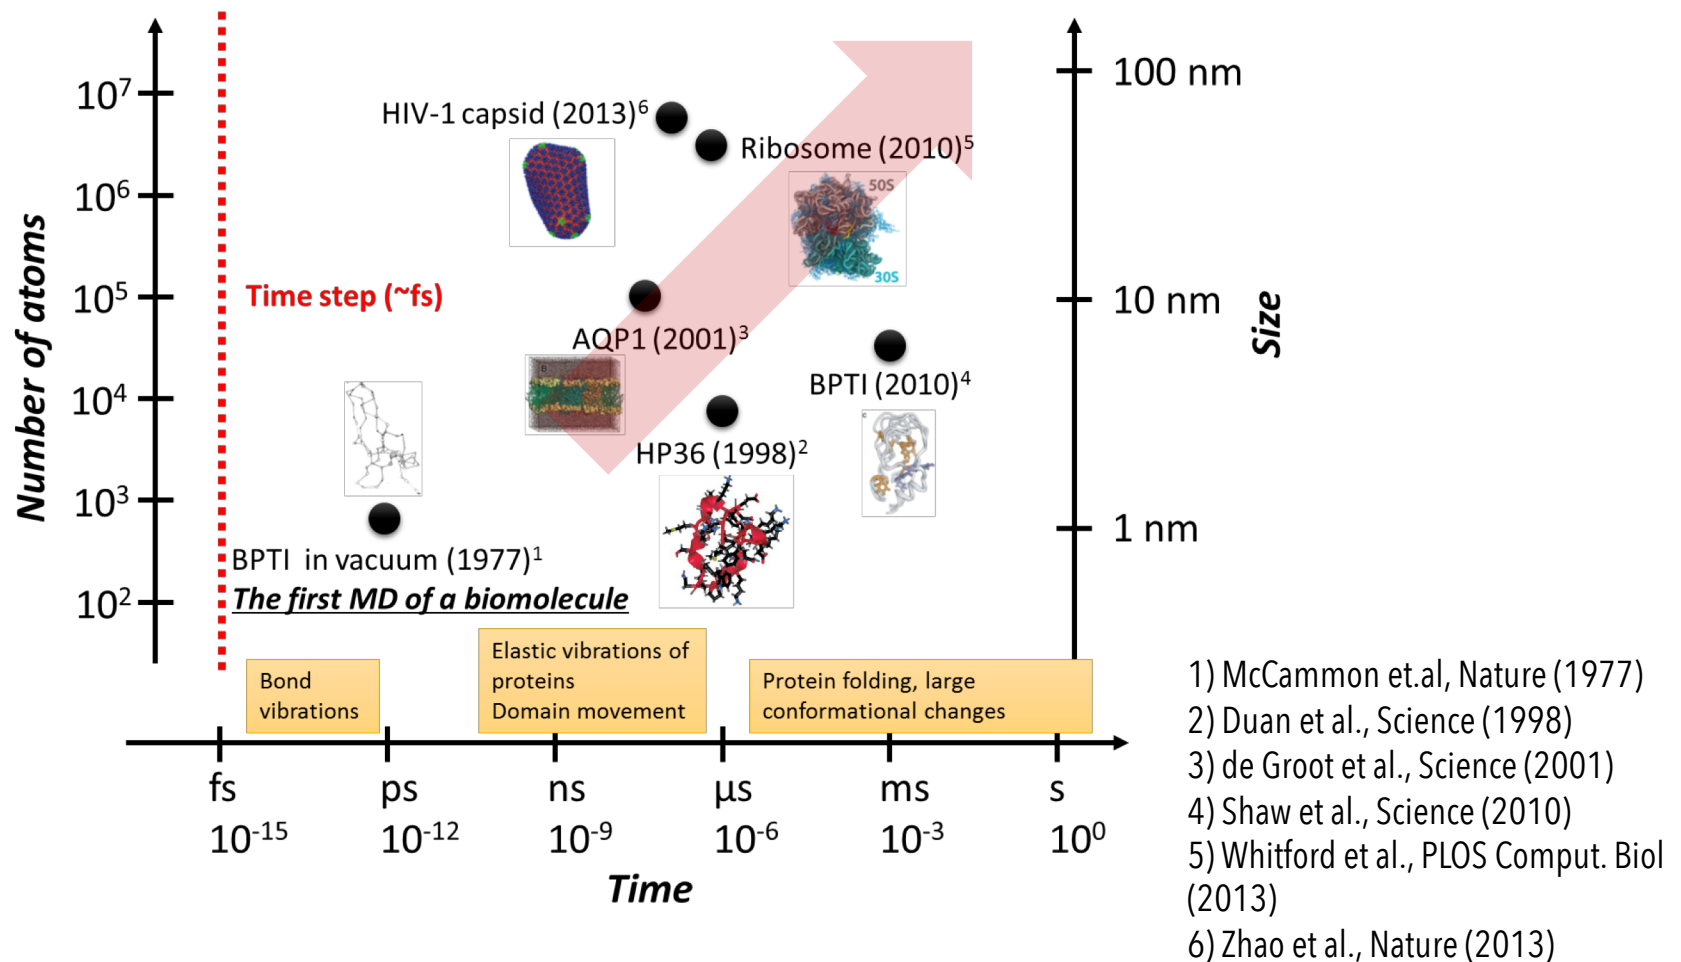 Number of atoms
10⁷
10⁶
10⁵
10⁴
10³
10²
HIV-1 capsid (2013)⁶
Ribosome (2010)⁵
50S
30S
Time step (~fs)
AQP1 (2001)³
B
BPTI (2010)⁴
C
HP36 (1998)²
BPTI in vacuum (1977)¹
The first MD of a biomolecule
100 nm
10 nm
1 nm
Size
Bond
vibrations
Elastic vibrations of
proteins
Domain movement
Protein folding, large
conformational changes
fs
ps
ns
μs
ms
s
10⁻¹⁵
10⁻¹²
10⁻⁹
10⁻⁶
10⁻³
10⁰
Time
1) McCammon et.al, Nature (1977)
2) Duan et al., Science (1998)
3) de Groot et al., Science (2001)
4) Shaw et al., Science (2010)
5) Whitford et al., PLOS Comput. Biol
(2013)
6) Zhao et al., Nature (2013)